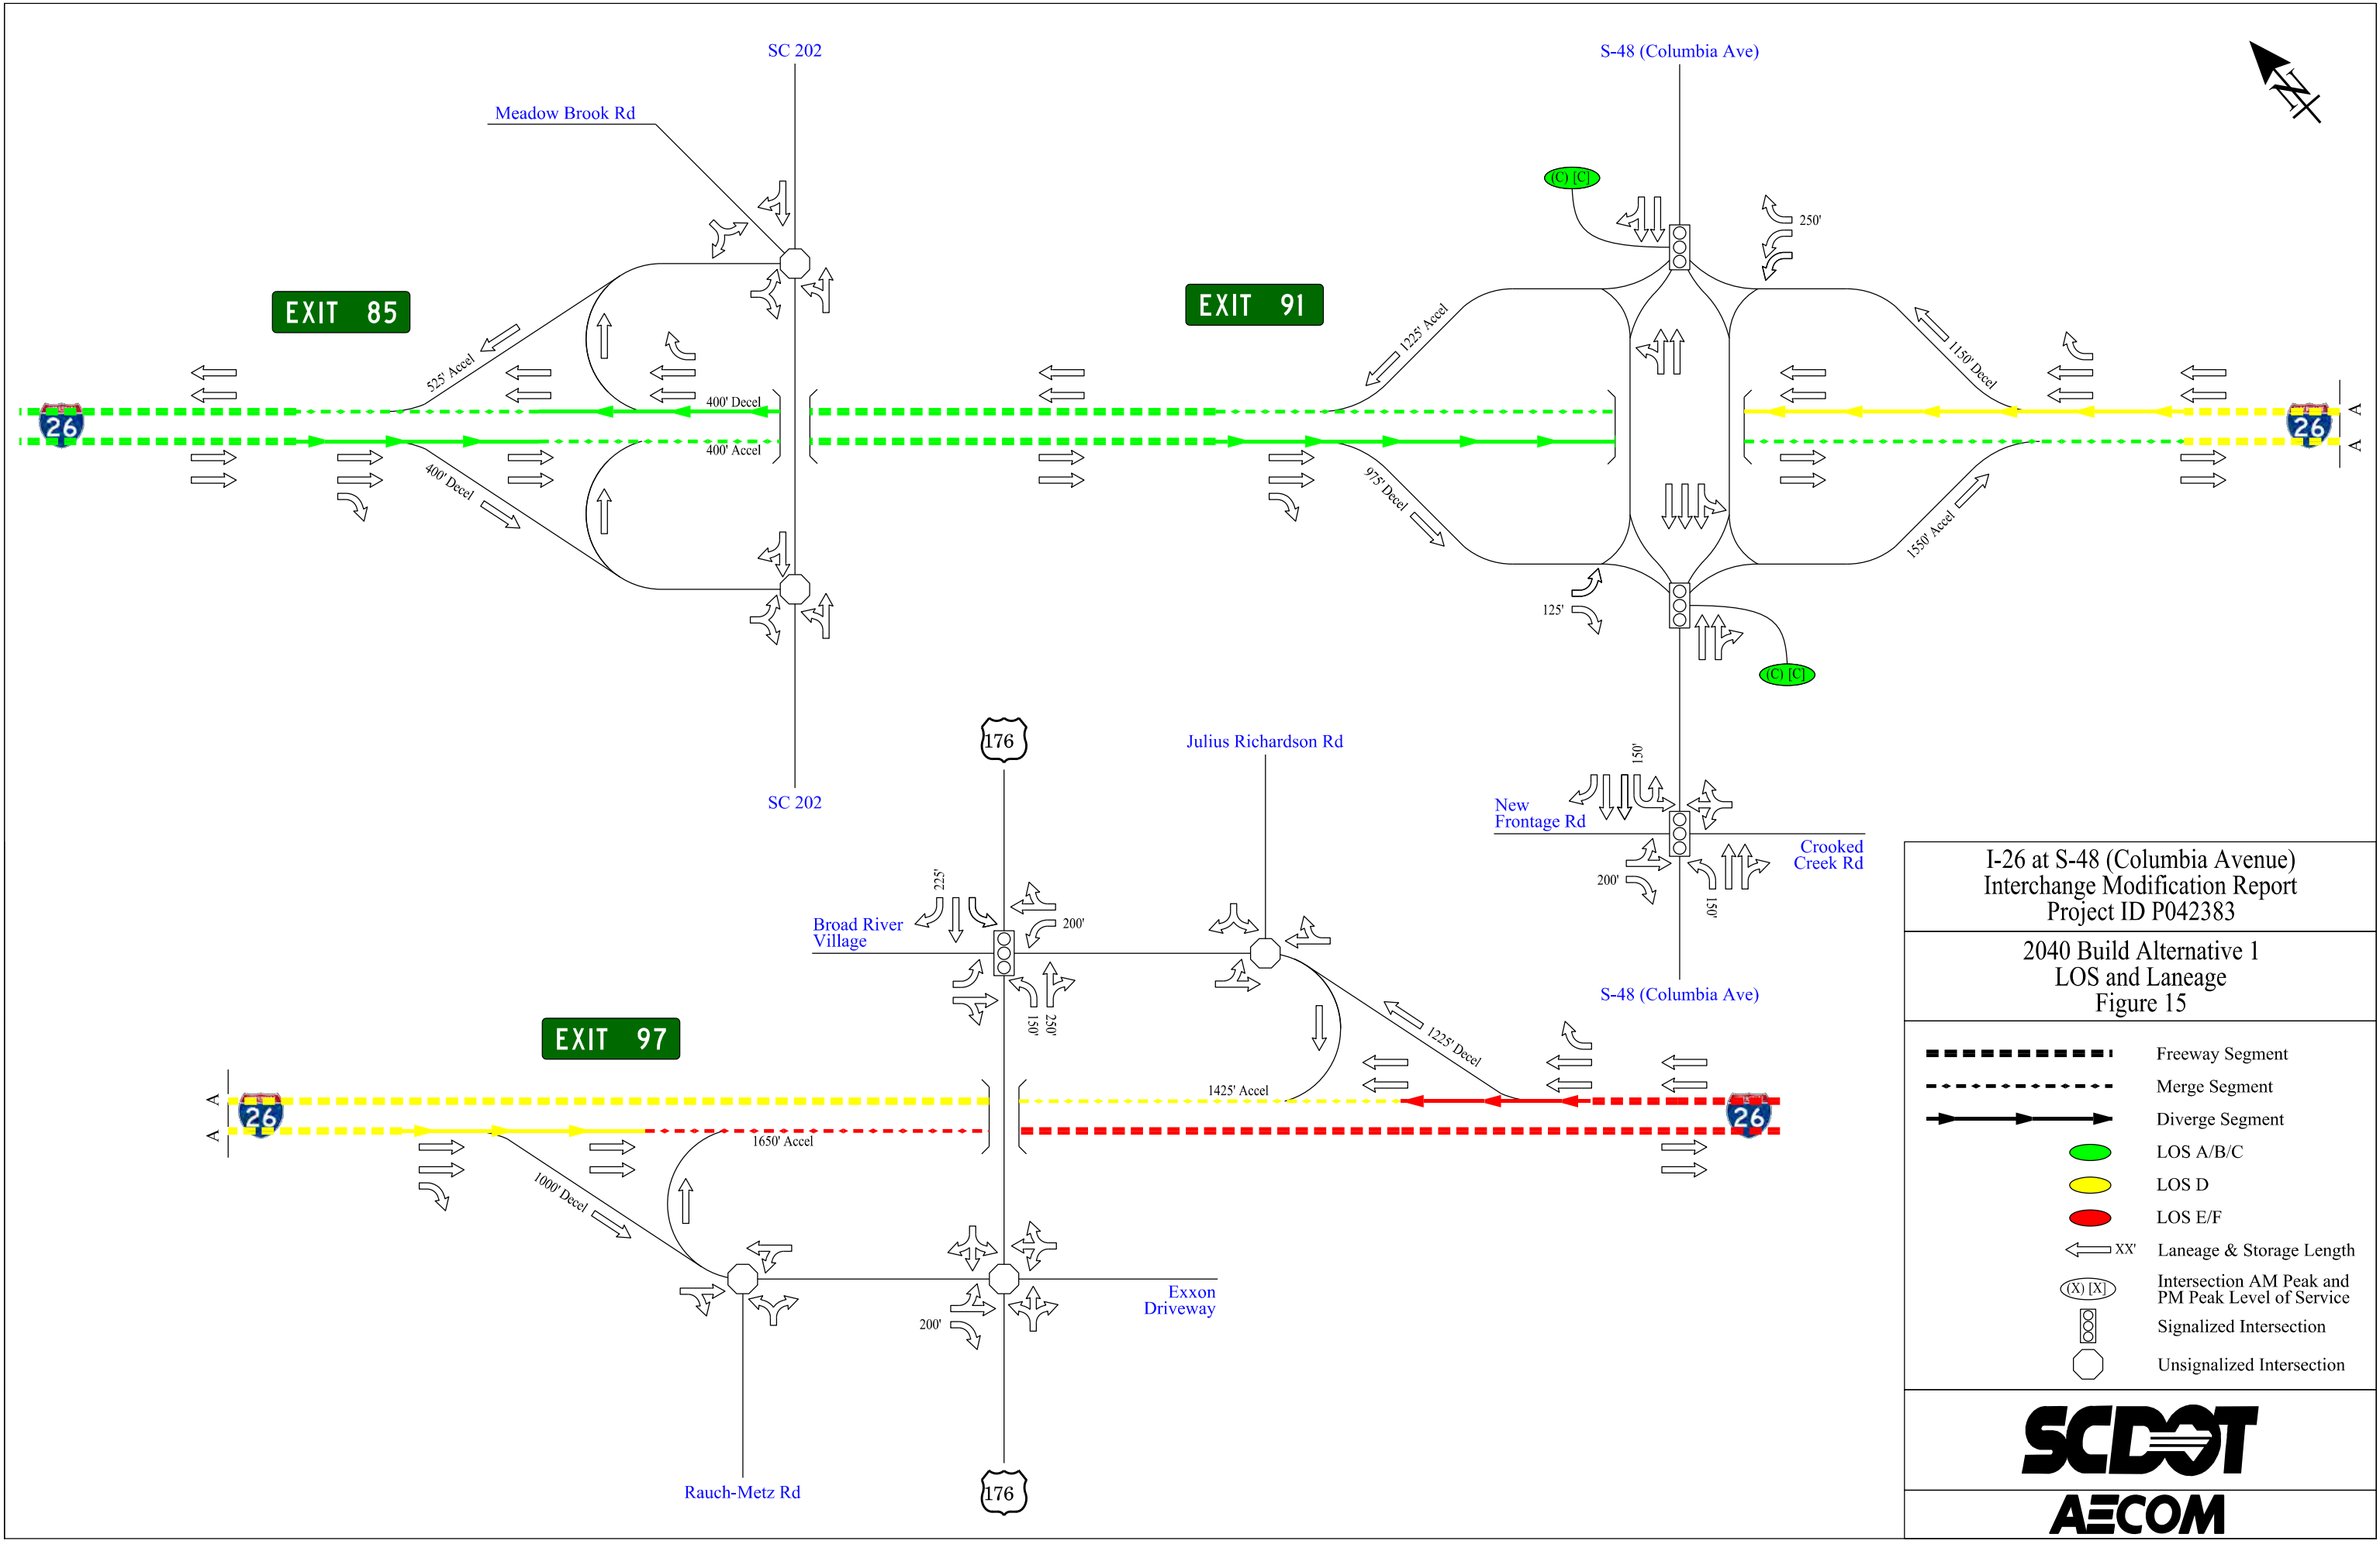 SC 202
S-48 (Columbia Ave)
N
Meadow Brook Rd
(C) [C]
250'
EXIT 85
EXIT 91
525' Accel
1225' Accel
1150' Decel
400' Decel
26
26
A
A
400' Accel
400' Decel
975' Decel
1550' Accel
125'
(C) [C]
SC 202
176
Julius Richardson Rd
150'
New
Frontage Rd
Crooked
Creek Rd
200'
150'
S-48 (Columbia Ave)
225'
Broad River
Village
200'
150'
250'
EXIT 97
1225' Decel
1425' Accel
A
A
26
26
1650' Accel
1000' Decel
Exxon
Driveway
200'
Rauch-Metz Rd
176
I-26 at S-48 (Columbia Avenue)
Interchange Modification Report
Project ID P042383
2040 Build Alternative 1
LOS and Laneage
Figure 15
Freeway Segment
Merge Segment
Diverge Segment
LOS A/B/C
LOS D
LOS E/F
XX' Laneage & Storage Length
(X) [X] Intersection AM Peak and
PM Peak Level of Service
Signalized Intersection
Unsignalized Intersection
SCDOT
AECOM